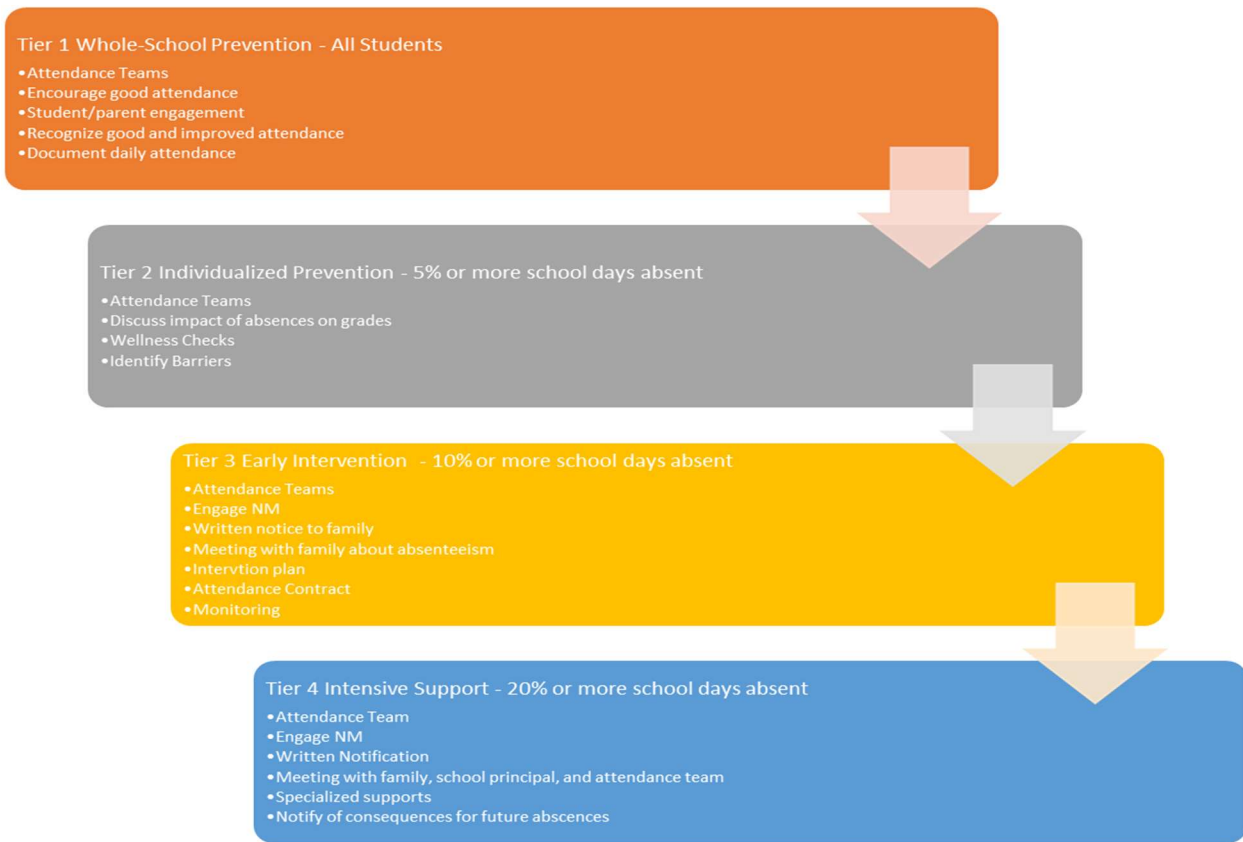 Tier 1 Whole-School Prevention - All Students
•Attendance Teams
•Encourage good attendance
•Student/parent engagement
•Recognize good and improved attendance
•Document daily attendance
Tier 2 Individualized Prevention - 5% or more school days absent
•Attendance Teams
•Discuss impact of absences on grades
•Wellness Checks
•Identify Barriers
Tier 3 Early Intervention - 10% or more school days absent
•Attendance Teams
•Engage NM
•Written notice to family
•Meeting with family about absenteeism
•Intervtion plan
•Attendance Contract
•Monitoring
Tier 4 Intensive Support - 20% or more school days absent
•Attendance Team
•Engage NM
•Written Notification
•Meeting with family, school principal, and attendance team
•Specialized supports
•Notify of consequences for future abscences